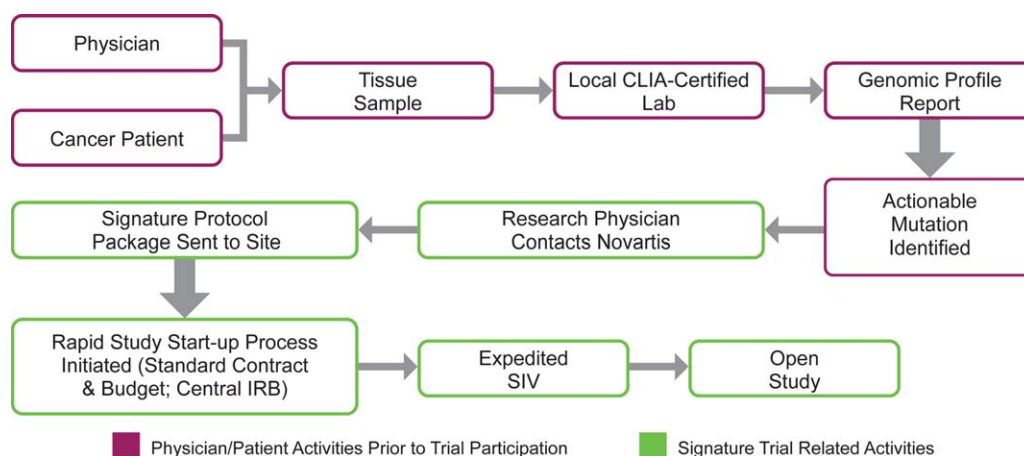 Physician
Cancer Patient
Tissue
Sample
Local CLIA-Certified
Lab
Genomic Profile
Report
Actionable
Mutation
Identified
Research Physician
Contacts Novartis
Signature Protocol
Package Sent to Site
Rapid Study Start-up Process
Initiated (Standard Contract
& Budget; Central IRB)
Expedited
SIV
Open
Study
Physician/Patient Activities Prior to Trial Participation
Signature Trial Related Activities